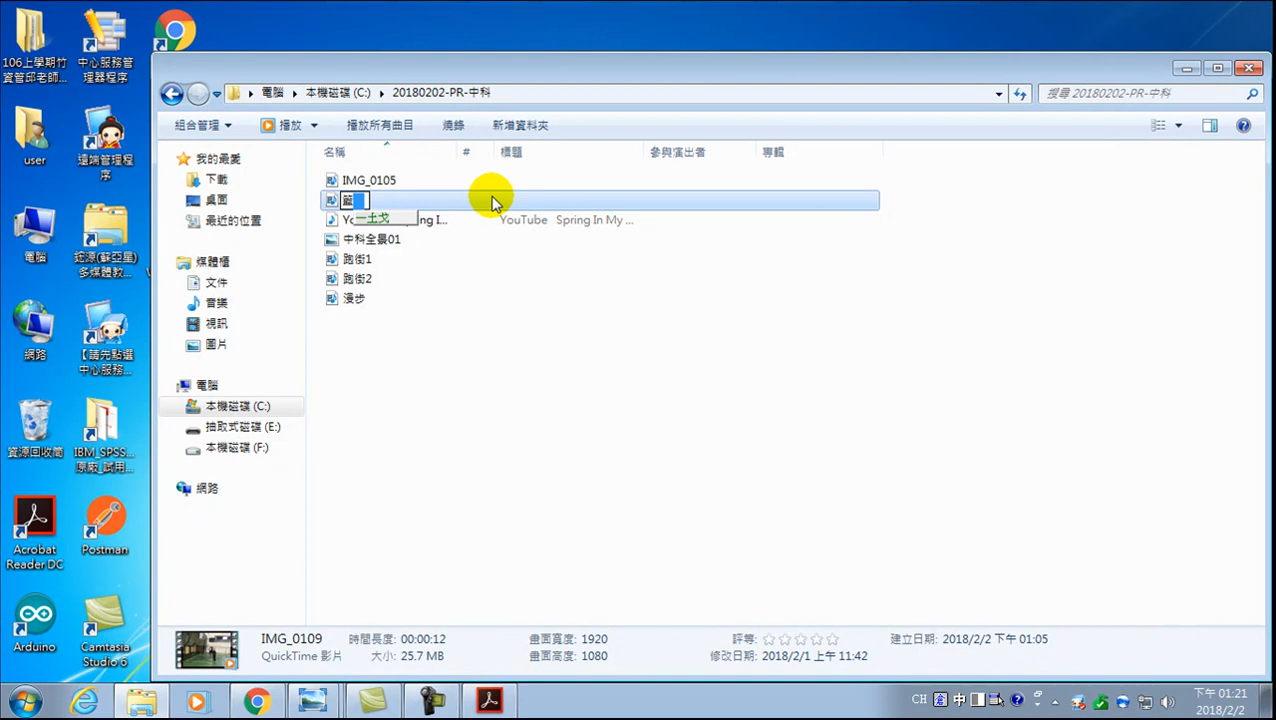 106上學期竹
資管邱老師...
中心服務管
理器程序
user
遠端管理程
序
電腦
蛇源(蘇亞星)
多媒體教...
網路
【請先點選
中心服務...
資源回收筒
IBM_SPSS...
原廠_試用...
Acrobat
Reader DC
Postman
Arduino
Camtasia
Studio 6
電腦
本機磁碟 (C:)
20180202-PR-中科
搜尋 20180202-PR-中科
組合管理
播放
播放所有曲目
燒錄
新增資料夾
名稱
#
標題
參與演出者
專輯
我的最愛
下載
桌面
最近的位置
媒體櫃
文件
音樂
視訊
圖片
電腦
本機磁碟 (C:)
抽取式磁碟 (E:)
本機磁碟 (F:)
網路
IMG_0105
籃
一土戈
Yo
ng I...
YouTube Spring In My ...
中科全景01
跑街1
跑街2
漫步
IMG_0109
QuickTime 影片
時間長度: 00:00:12
大小: 25.7 MB
畫面寬度: 1920
畫面高度: 1080
評等:
修改日期: 2018/2/1 上午 11:42
建立日期: 2018/2/2 下午 01:05
CH
倉
中
下午 01:21
2018/2/2